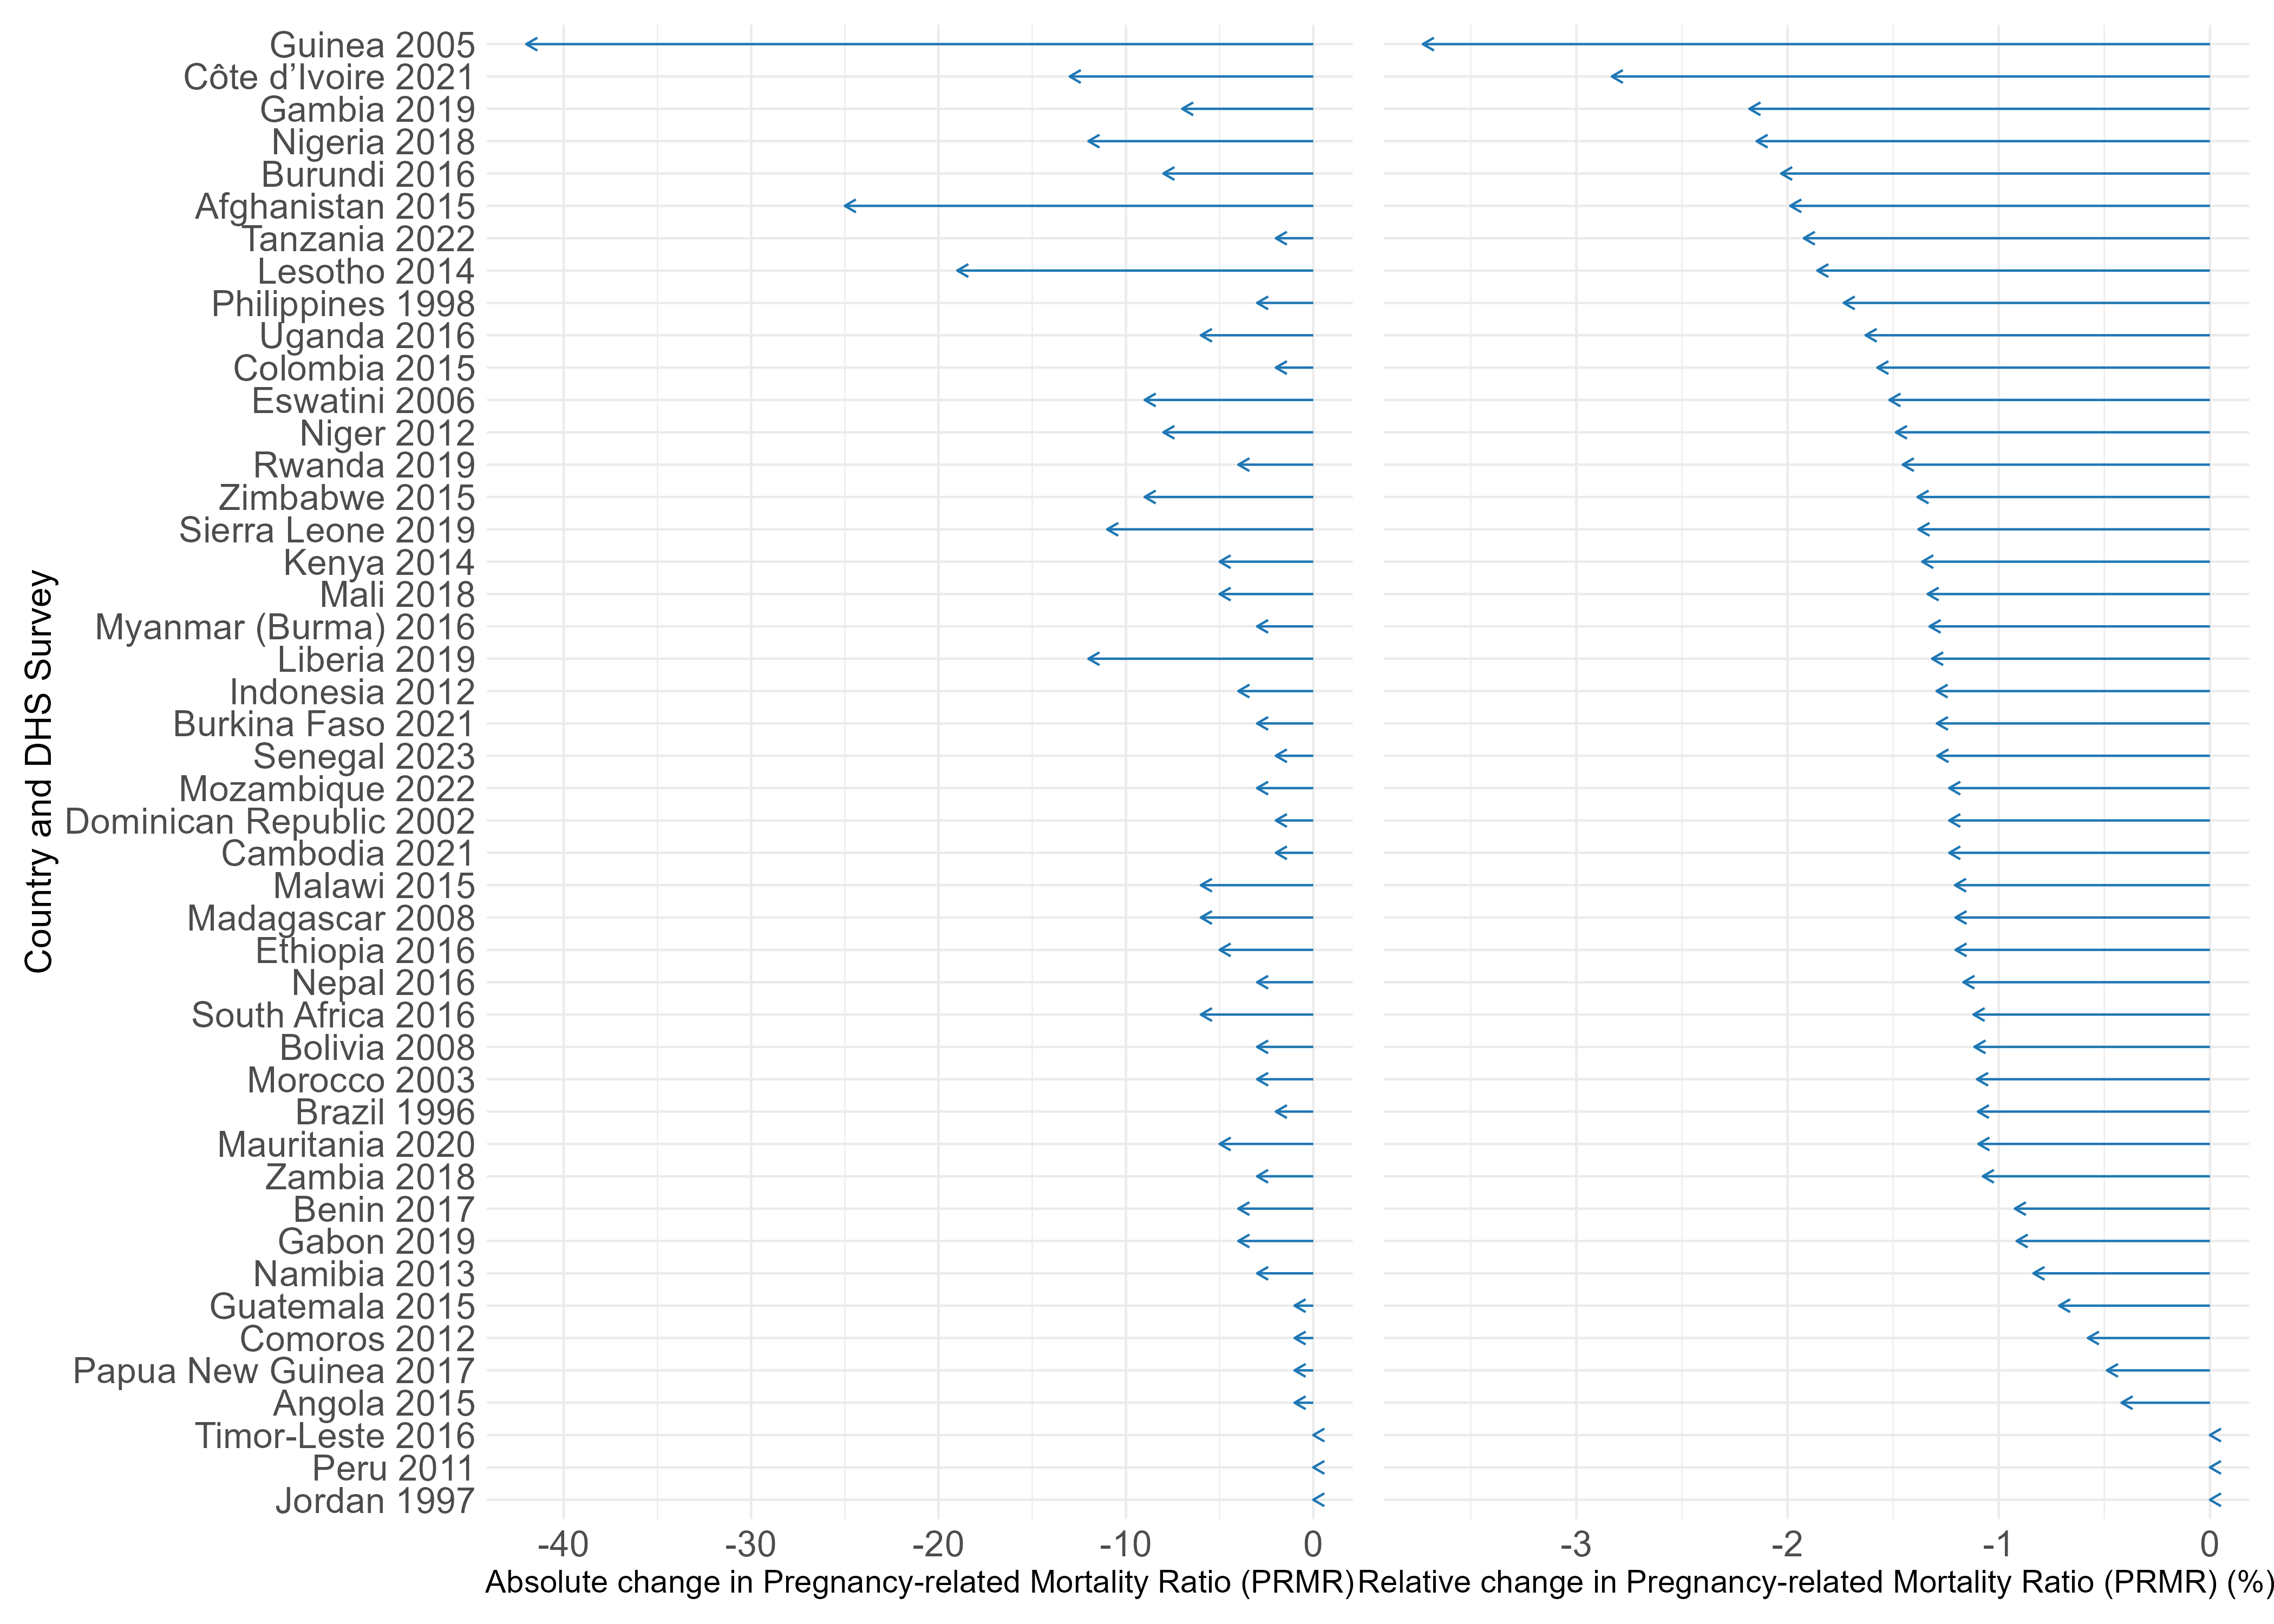 Country and DHS Survey
Guinea 2005
Côte d’Ivoire 2021
Gambia 2019
Nigeria 2018
Burundi 2016
Afghanistan 2015
Tanzania 2022
Lesotho 2014
Philippines 1998
Uganda 2016
Colombia 2015
Eswatini 2006
Niger 2012
Rwanda 2019
Zimbabwe 2015
Sierra Leone 2019
Kenya 2014
Mali 2018
Myanmar (Burma) 2016
Liberia 2019
Indonesia 2012
Burkina Faso 2021
Senegal 2023
Mozambique 2022
Dominican Republic 2002
Cambodia 2021
Malawi 2015
Madagascar 2008
Ethiopia 2016
Nepal 2016
South Africa 2016
Bolivia 2008
Morocco 2003
Brazil 1996
Mauritania 2020
Zambia 2018
Benin 2017
Gabon 2019
Namibia 2013
Guatemala 2015
Comoros 2012
Papua New Guinea 2017
Angola 2015
Timor-Leste 2016
Peru 2011
Jordan 1997
-40 -30 -20 -10 0
Absolute change in Pregnancy-related Mortality Ratio (PRMR)
-3 -2 -1 0
Relative change in Pregnancy-related Mortality Ratio (PRMR) (%)